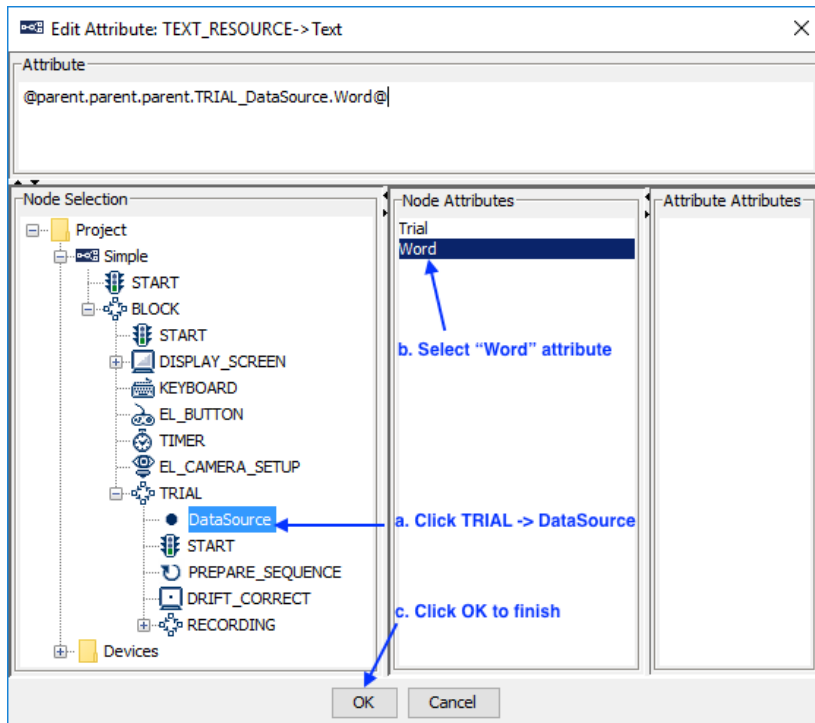 Edit Attribute: TEXT_RESOURCE->Text
Attribute
@parent.parent.parent.TRIAL_DataSource.Word@
Node Selection
Project
Simple
START
BLOCK
START
DISPLAY_SCREEN
KEYBOARD
EL_BUTTON
TIMER
EL_CAMERA_SETUP
TRIAL
DataSource
START
PREPARE_SEQUENCE
DRIFT_CORRECT
RECORDING
Devices
Node Attributes
Trial
Word
b. Select “Word” attribute
a. Click TRIAL -> DataSource
c. Click OK to finish
Attribute Attributes
OK
Cancel